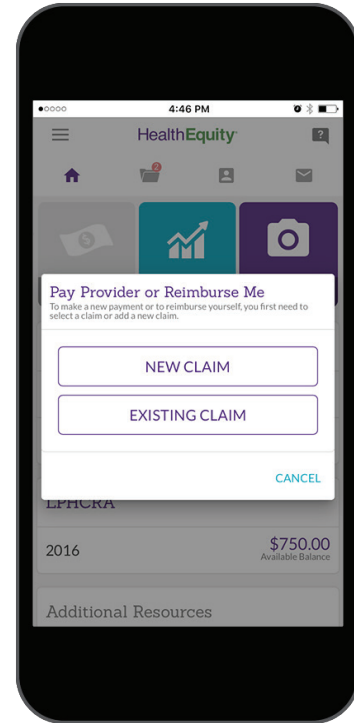 4:46 PM
HealthEquity
?
2
$
Pay Provider or Reimburse Me
To make a new payment or to reimburse yourself, you first need to
select a claim or add a new claim.
NEW CLAIM
EXISTING CLAIM
CANCEL
LPHCRA
2016 $750.00
Available Balance
Additional Resources